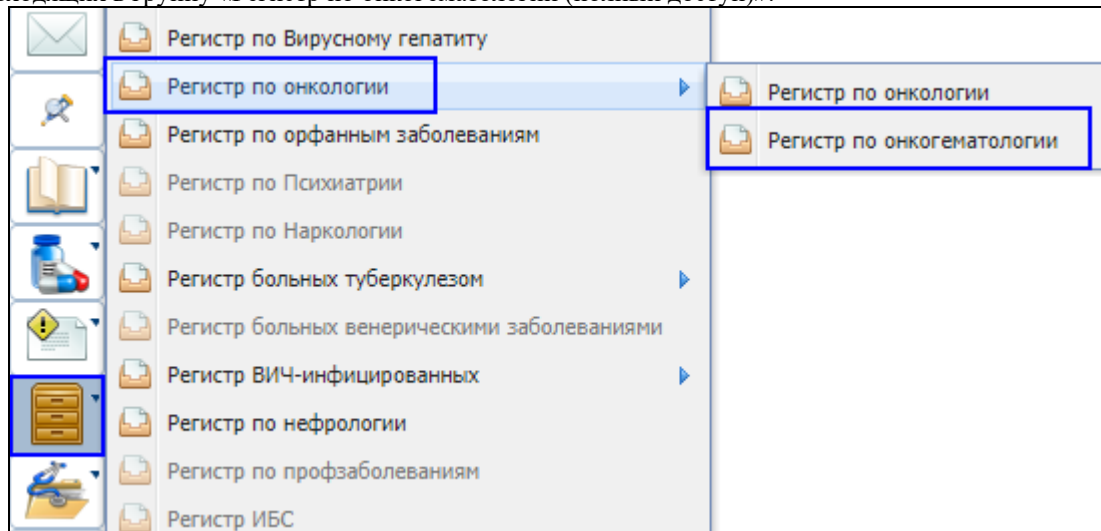 Регистр по Вирусному гепатиту
Регистр по онкологии
Регистр по орфанным заболеваниям
Регистр по Психиатрии
Регистр по Наркологии
Регистр больных туберкулезом
Регистр больных венерическими заболеваниями
Регистр ВИЧ-инфицированных
Регистр по нефрологии
Регистр по профзаболеваниям
Регистр ИБС
Регистр по онкологии
Регистр по онкогематологии